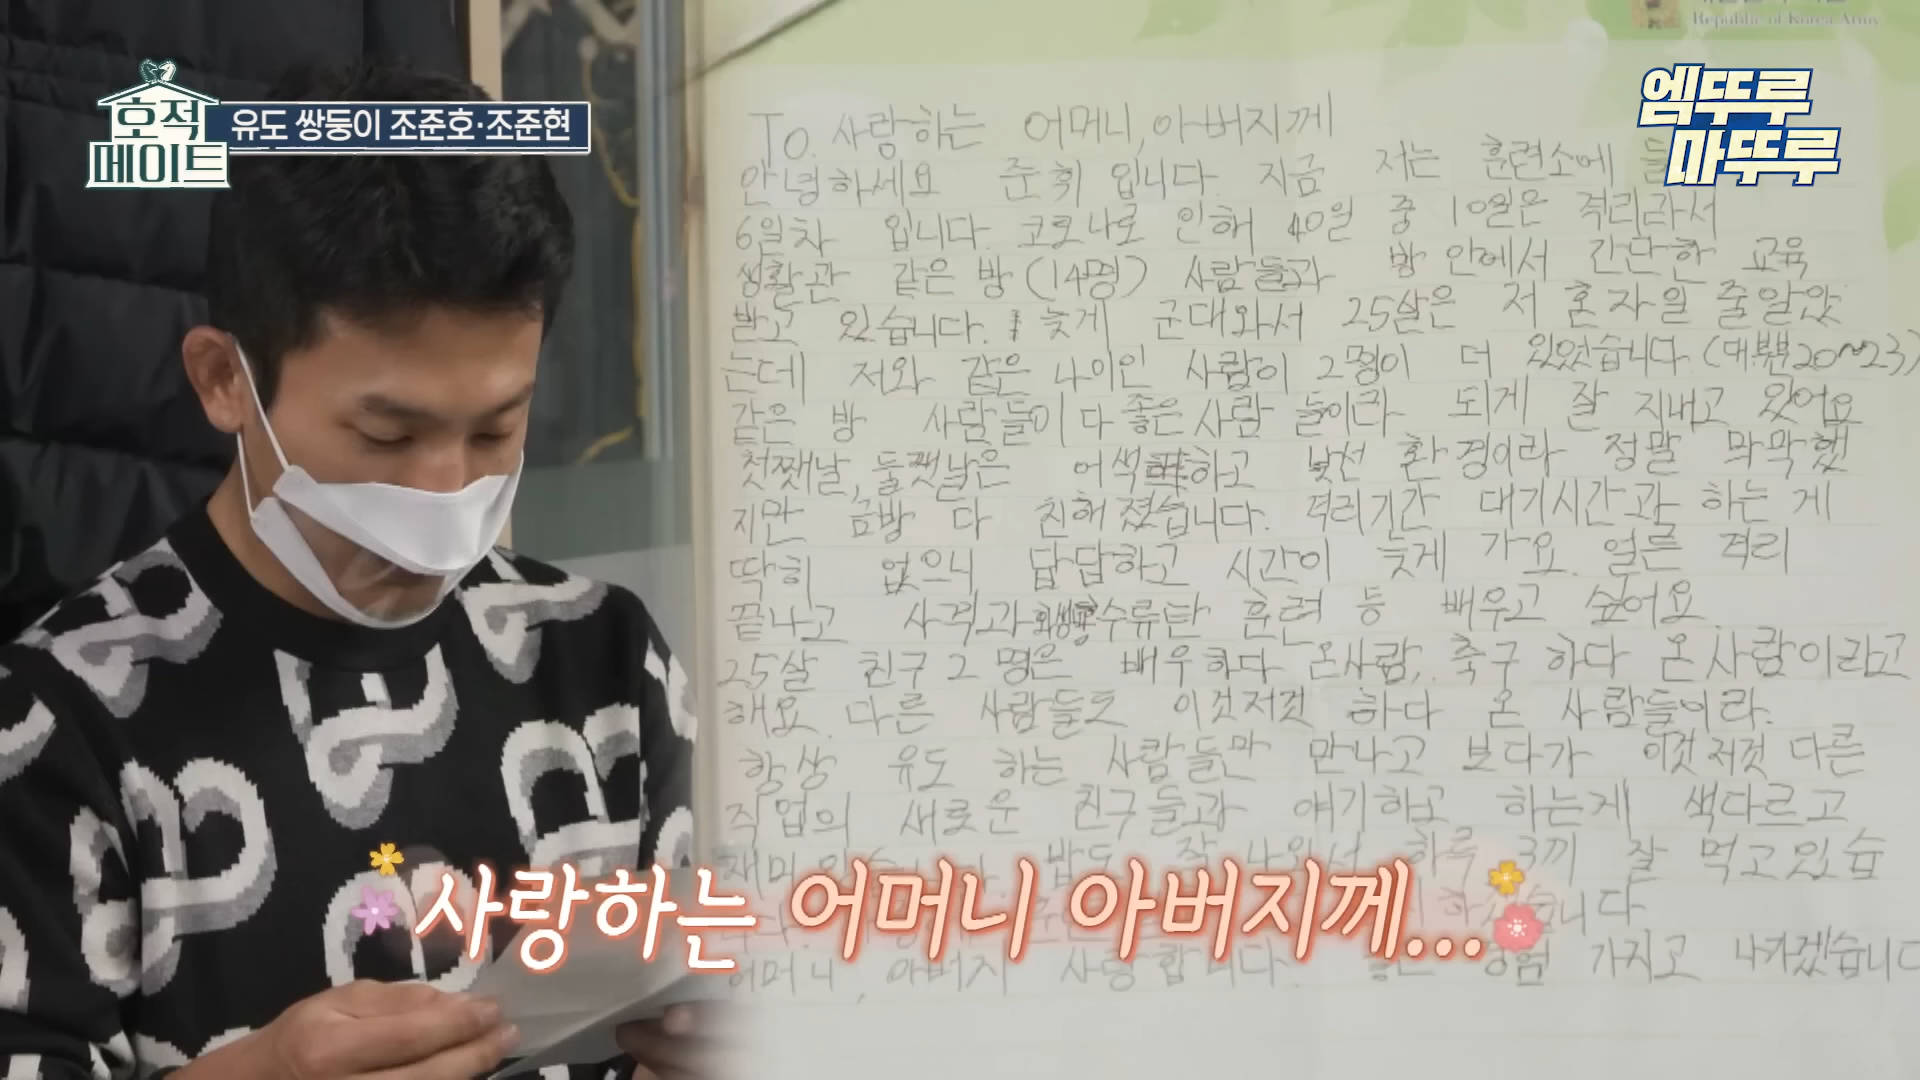 호적
메이트
유도 쌍둥이 조준호·조준현
엠뚜루
마뚜루
Republic of Korea Army
To. 사랑하는 어머니, 아버지께
안녕하세요 준휘 입니다. 지금 저는 훈련소에
6일차 입니다. 코로나로 인해 40일 중 10일은 격리라서
생활관 같은 방 (14명) 사람들과 방 안에서 간단한 교육
받고 있습니다. 늦게 군대와서 25살은 저 혼자일 줄알았
는데 저와 같은 나이인 사람이 2명이 더 있었습니다. (대부분20~23)
같은 방 사람들이 다 좋은사람 들이라 되게 잘 지내고 있어요
첫쨋날, 둘쨋날은 어색하고 낯선 환경이라 정말 막막했
지만 금방 다 친해졌습니다. 격리기간 대기시간과 하는 게
딱히 없으니 답답하고 시간이 늦게 가요. 얼른 격리
끝나고 사격과 수류탄 훈련 등 배우고 싶어요.
25살 친구 2명은 배우하다 온사람, 축구 하다 온사람이라고
해요. 다른 사람들도 이것저것 하다 온 사람들이라.
항상 유도 하는 사람들만 만나고 보다가 이것저것 다른
직업의 새로운 친구들과 얘기하고 하는게 색다르고
밥도 잘 나와서 하루 3끼 잘 먹고있습
어머니, 아버지 사랑합니다. 가지고 나가겠습니다
사랑하는 어머니 아버지께...